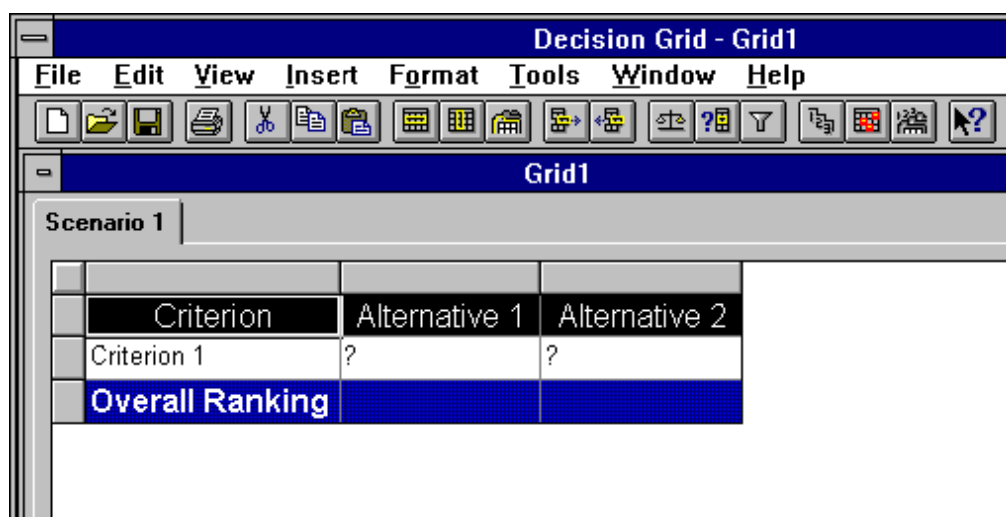 Decision Grid - Grid1
File Edit View Insert Format Tools Window Help
Grid1
Scenario 1
Criterion Alternative 1 Alternative 2
Criterion 1 ? ?
Overall Ranking